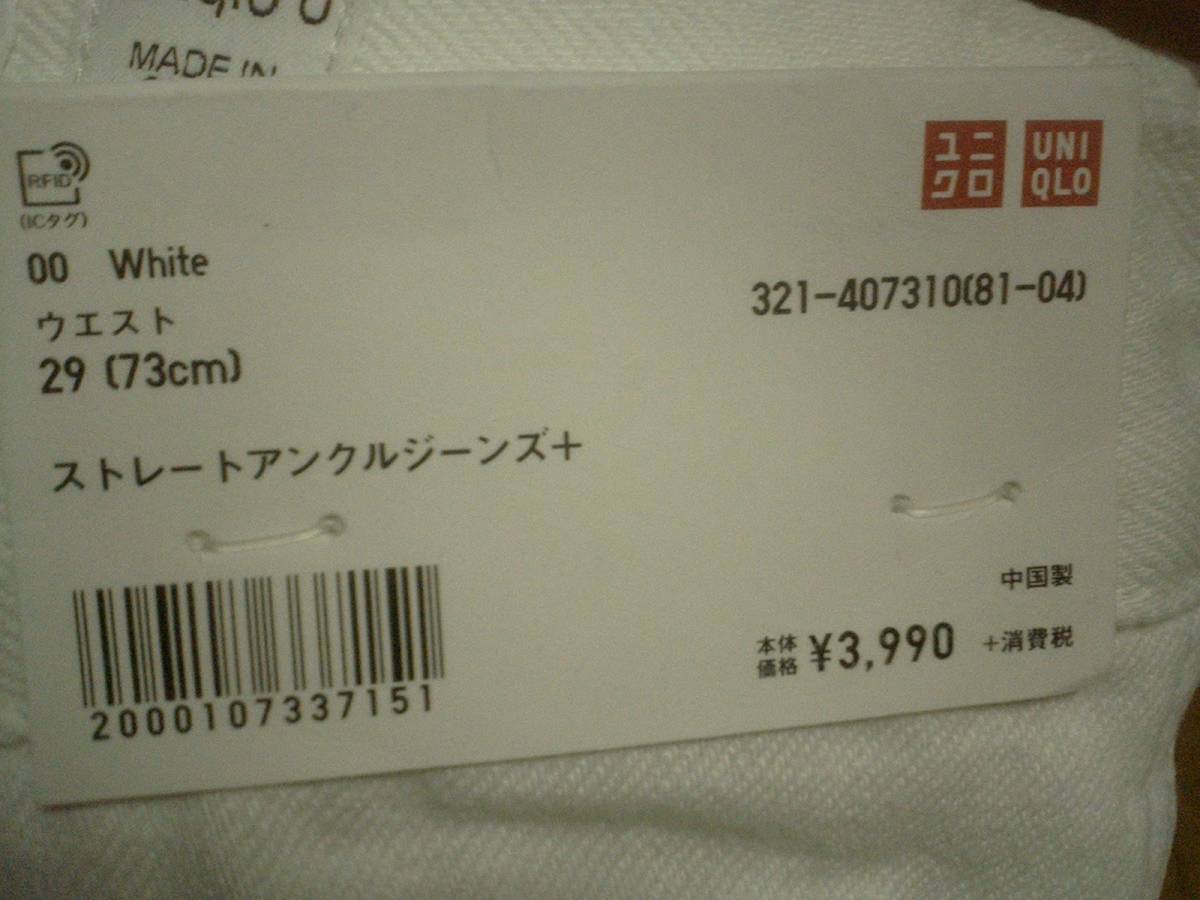 MADE IN
RFID
(ICタグ)
ユニ
クロ
UNI
QLO
00 White
321-407310(81-04)
ウエスト
29 (73cm)
ストレートアンクルジーンズ+
中国製
本体
価格 ¥3,990 +消費税
2000107337151